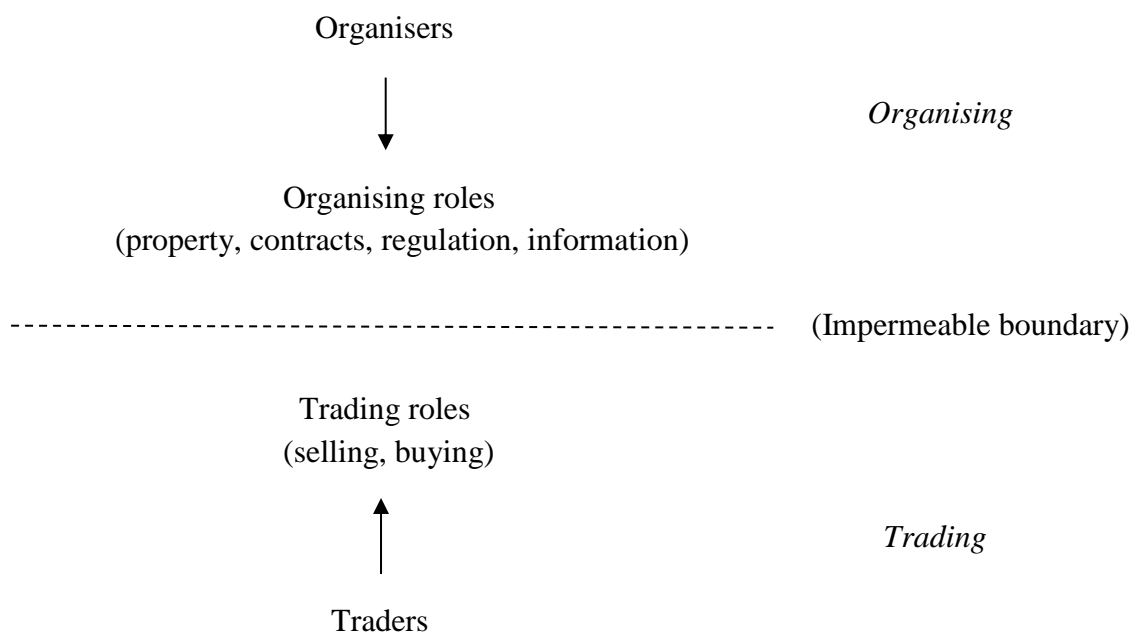 Organisers
Organising
Organising roles
(property, contracts, regulation, information)
(Impermeable boundary)
Trading roles
(selling, buying)
Trading
Traders